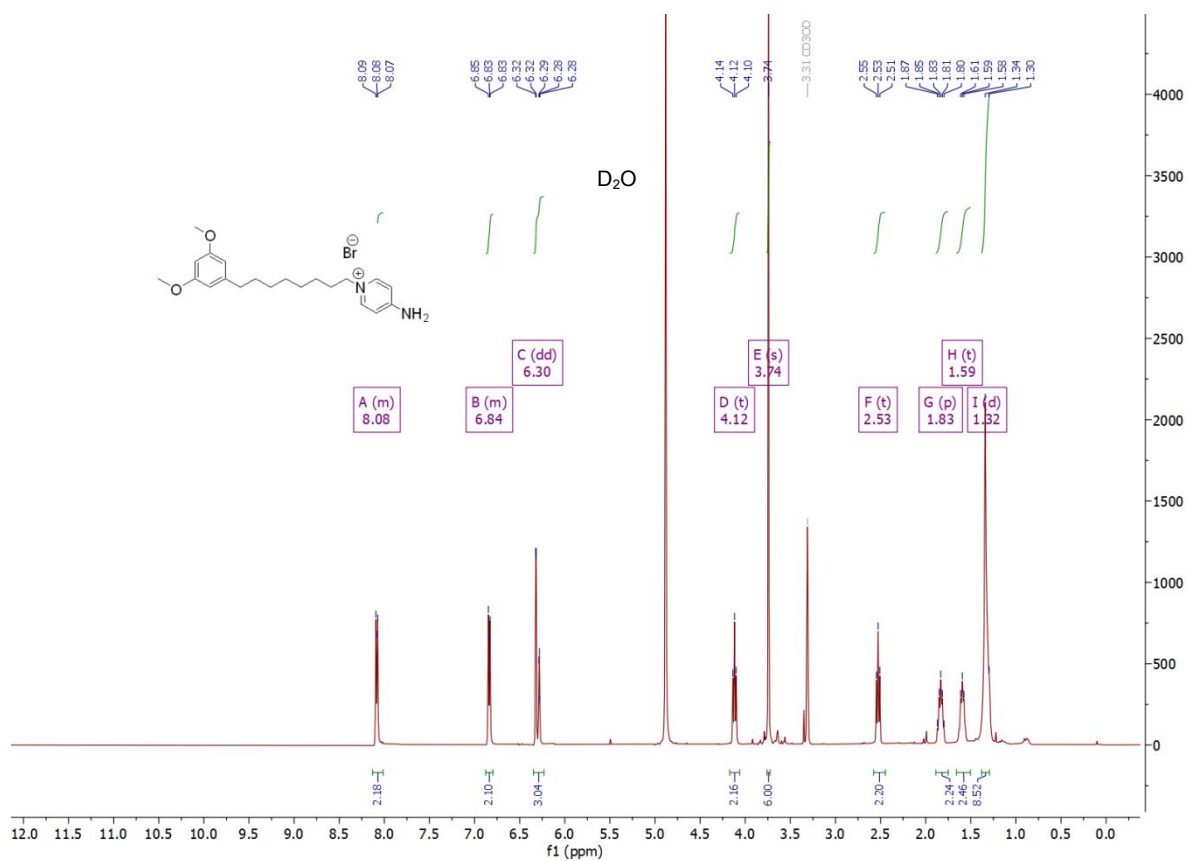 8.09 8.08 8.07 6.85 6.83 6.83 6.32 6.32 6.29 6.28 6.28 4.14 4.12 4.10 3.74 3.31 CD3OD 2.55 2.53 2.51 1.87 1.85 1.83 1.81 1.80 1.61 1.59 1.58 1.34 1.30
4000
D₂O
3500
3000
O
Br⊖
O
N+
NH₂
2500
C (dd)
6.30
E (s)
3.74
H (t)
1.59
2000
A (m)
8.08
B (m)
6.84
D (t)
4.12
F (t)
2.53
G (p)
1.83
I (d)
1.32
1500
1000
500
0
2.18 2.10 3.04 2.16 6.00 2.20 2.24 2.46 8.52
12.0 11.5 11.0 10.5 10.0 9.5 9.0 8.5 8.0 7.5 7.0 6.5 6.0 5.5 5.0 4.5 4.0 3.5 3.0 2.5 2.0 1.5 1.0 0.5 0.0
f1 (ppm)